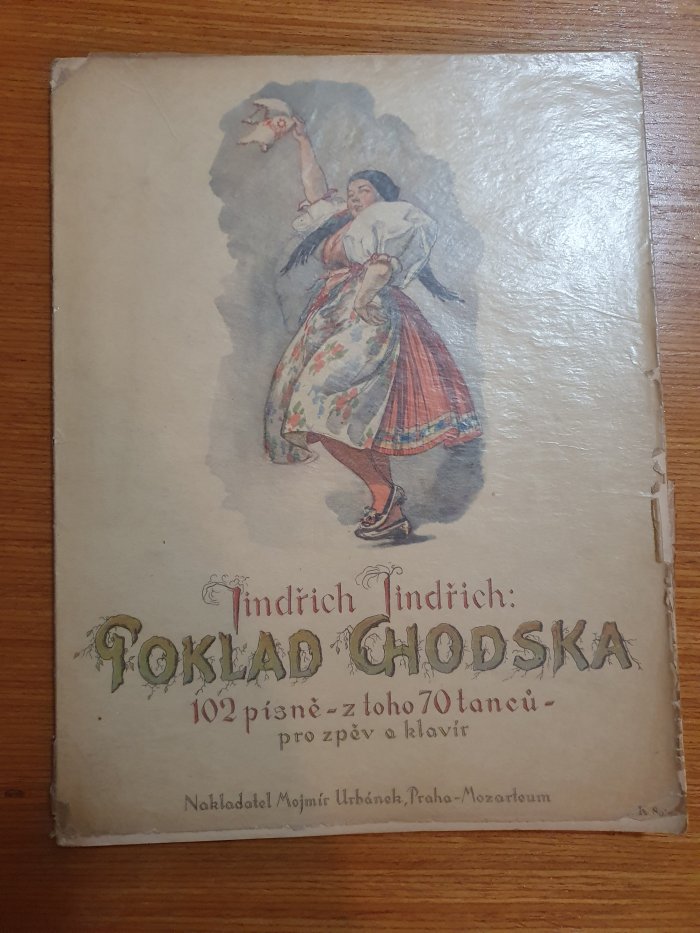 Jindřich Jindřich:
POKLAD CHODSKA
102 písně - z toho 70 tanců -
pro zpěv a klavír
Nakladatel Mojmír Urbánek, Praha-Mozarteum